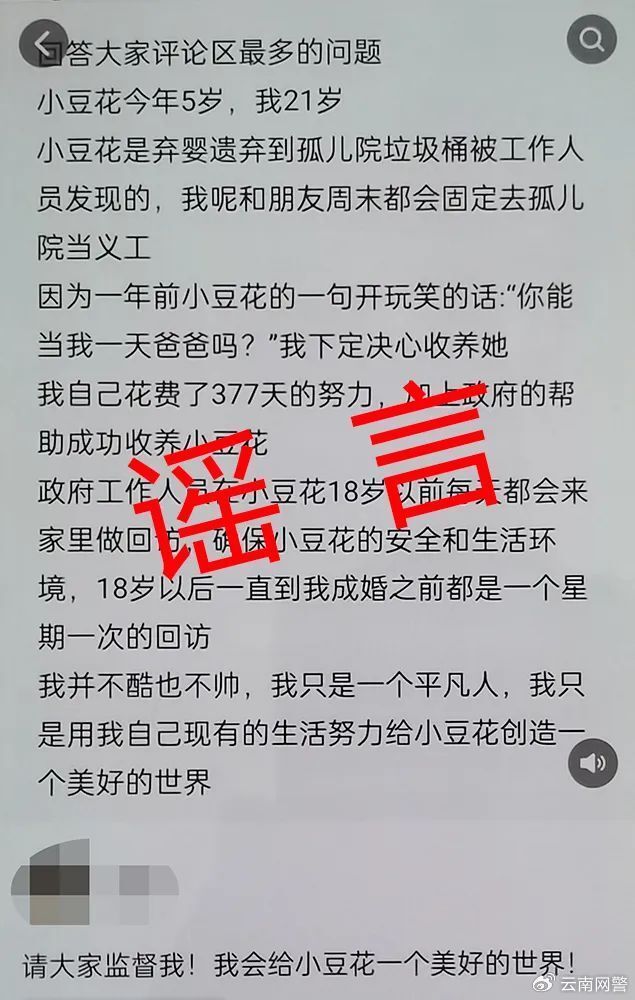 回答大家评论区最多的问题
小豆花今年5岁，我21岁
小豆花是弃婴遗弃到孤儿院垃圾桶被工作人
员发现的，我呢和朋友周末都会固定去孤儿
院当义工
因为一年前小豆花的一句开玩笑的话:“你能
当我一天爸爸吗？”我下定决心收养她
我自己花费了377天的努力，加上政府的帮
助成功收养小豆花
政府工作人员在小豆花18岁以前每天都会来
家里做回访，确保小豆花的安全和生活环
境，18岁以后一直到我成婚之前都是一个星
期一次的回访
我并不酷也不帅，我只是一个平凡人，我只
是用我自己现有的生活努力给小豆花创造一
个美好的世界
谣言
请大家监督我！我会给小豆花一个美好的世界！
云南网警